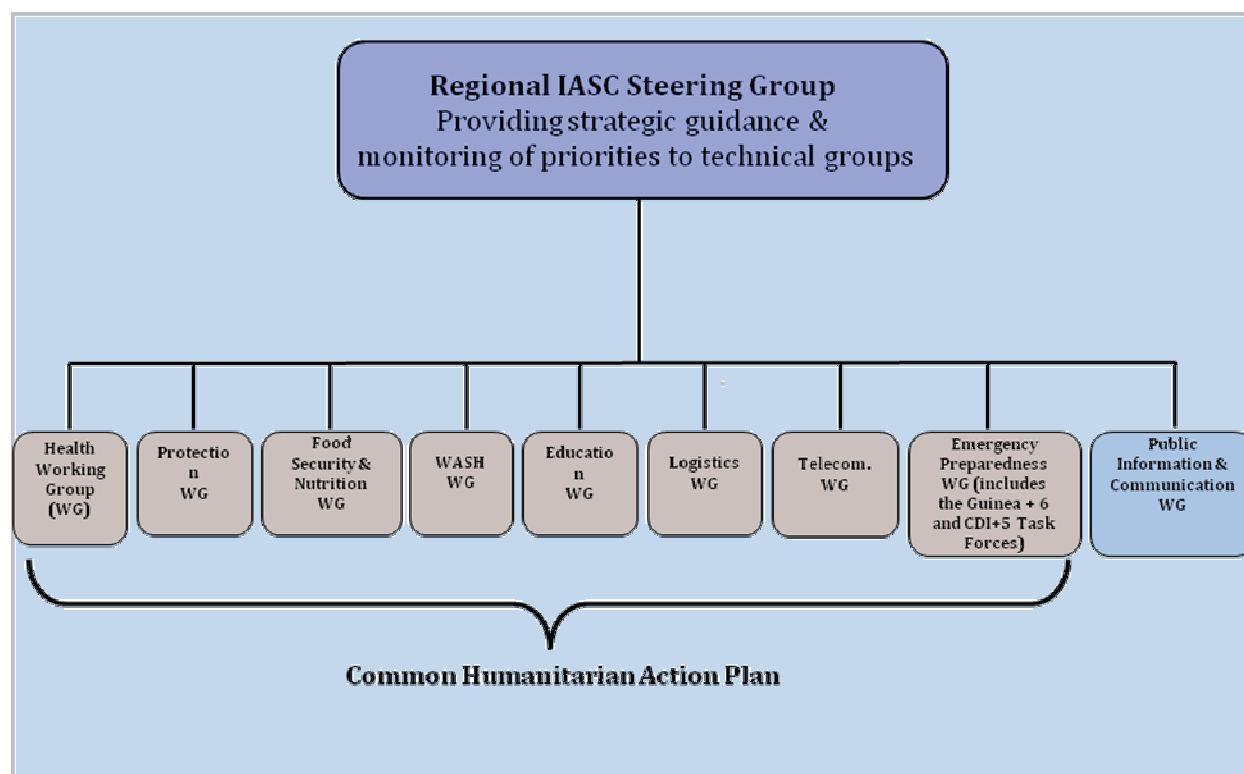 Regional IASC Steering Group
Providing strategic guidance &
monitoring of priorities to technical groups
Health
Working
Group
(WG)
Protectio
n
WG
Food
Security &
Nutrition
WG
WASH
WG
Educatio
n
WG
Logistics
WG
Telecom.
WG
Emergency
Preparedness
WG (includes
the Guinea + 6
and CDI+5 Task
Forces)
Public
Information &
Communication
WG
Common Humanitarian Action Plan